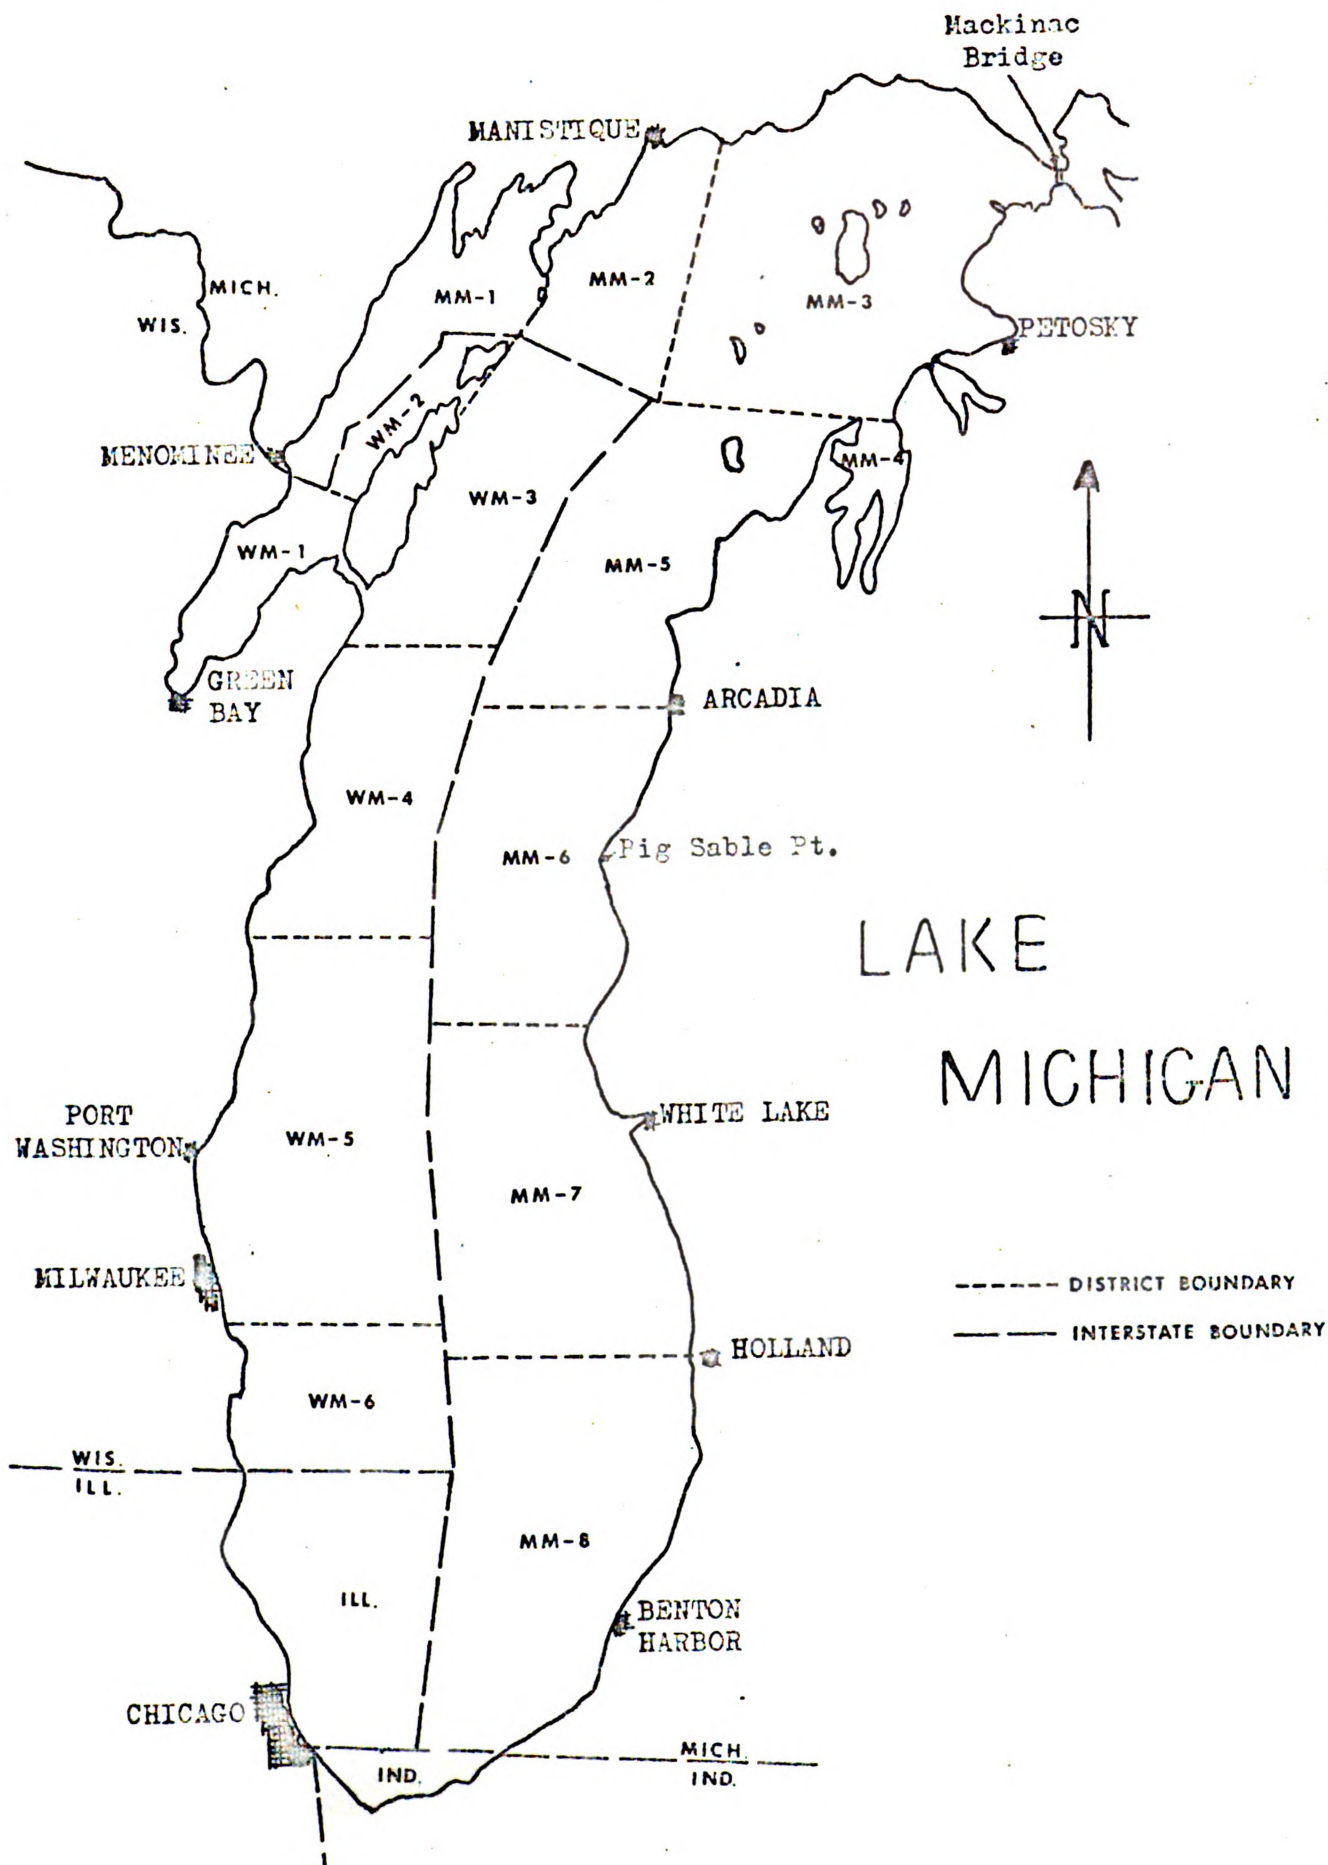 Mackinac
Bridge
MANISTIQUE
MICH.
WIS.
MM-1
MM-2
MM-3
PETOSKY
WM-2
MENOMINEE
MM-4
WM-3
WM-1
MM-5
N
GREEN
BAY
ARCADIA
WM-4
MM-6
Big Sable Pt.
LAKE
MICHIGAN
PORT
WASHINGTON
WM-5
WHITE LAKE
MM-7
MILWAUKEE
DISTRICT BOUNDARY
INTERSTATE BOUNDARY
HOLLAND
WM-6
WIS.
ILL.
MM-8
ILL.
BENTON
HARBOR
CHICAGO
MICH.
IND.
IND.